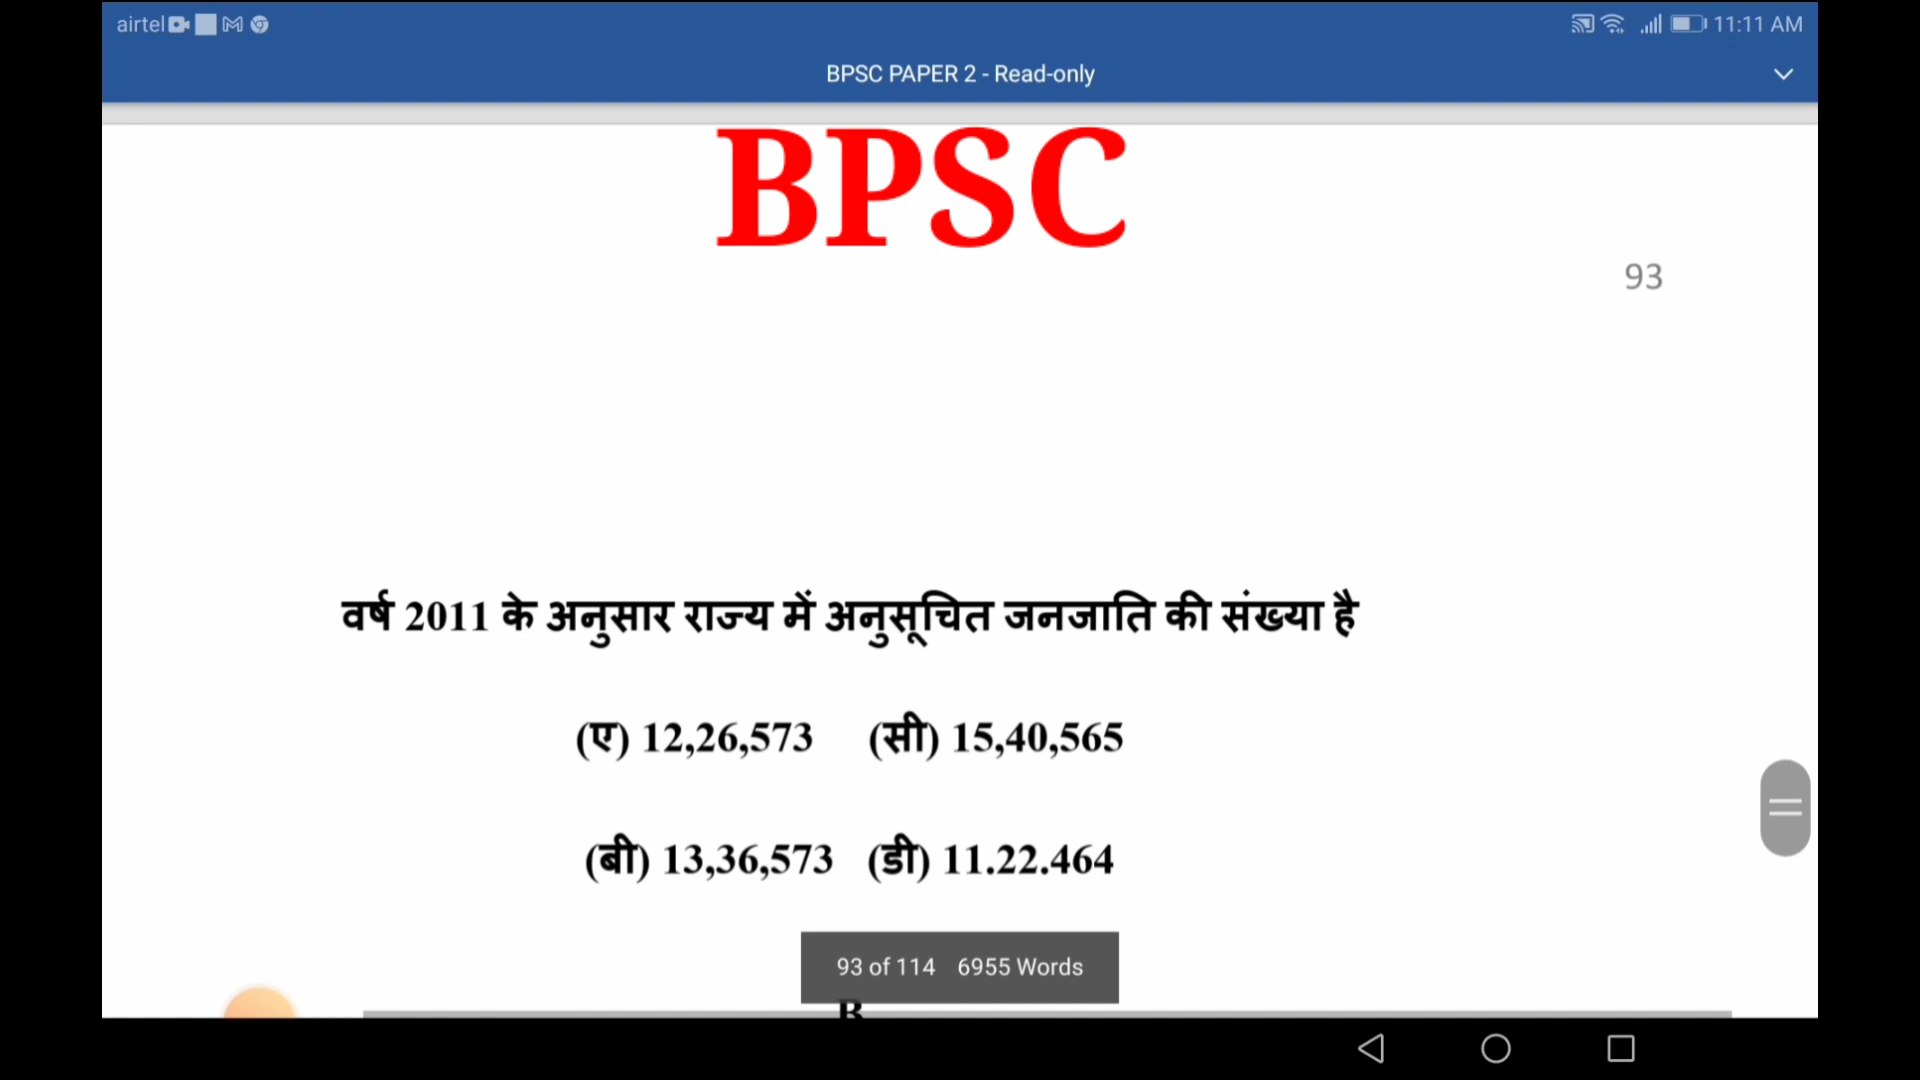 airtel 11:11 AM
BPSC PAPER 2 - Read-only
BPSC
93
वर्ष 2011 के अनुसार राज्य में अनुसूचित जनजाति की संख्या है
(ए) 12,26,573 (सी) 15,40,565
(बी) 13,36,573 (डी) 11.22.464
93 of 114 6955 Words
B